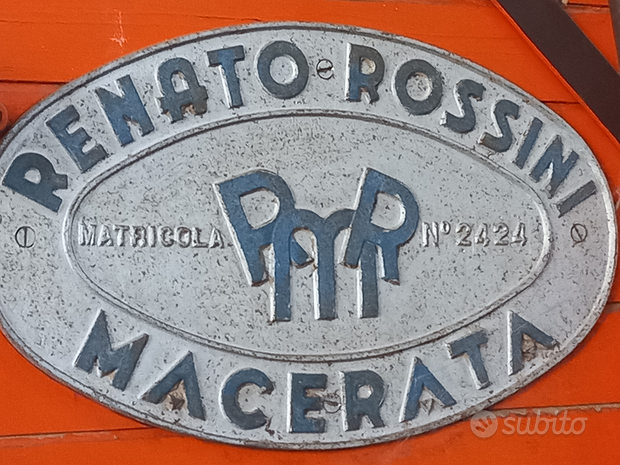 RENATO ROSSINI
MATRICOLA RMR N° 2424
MACERATA
subito